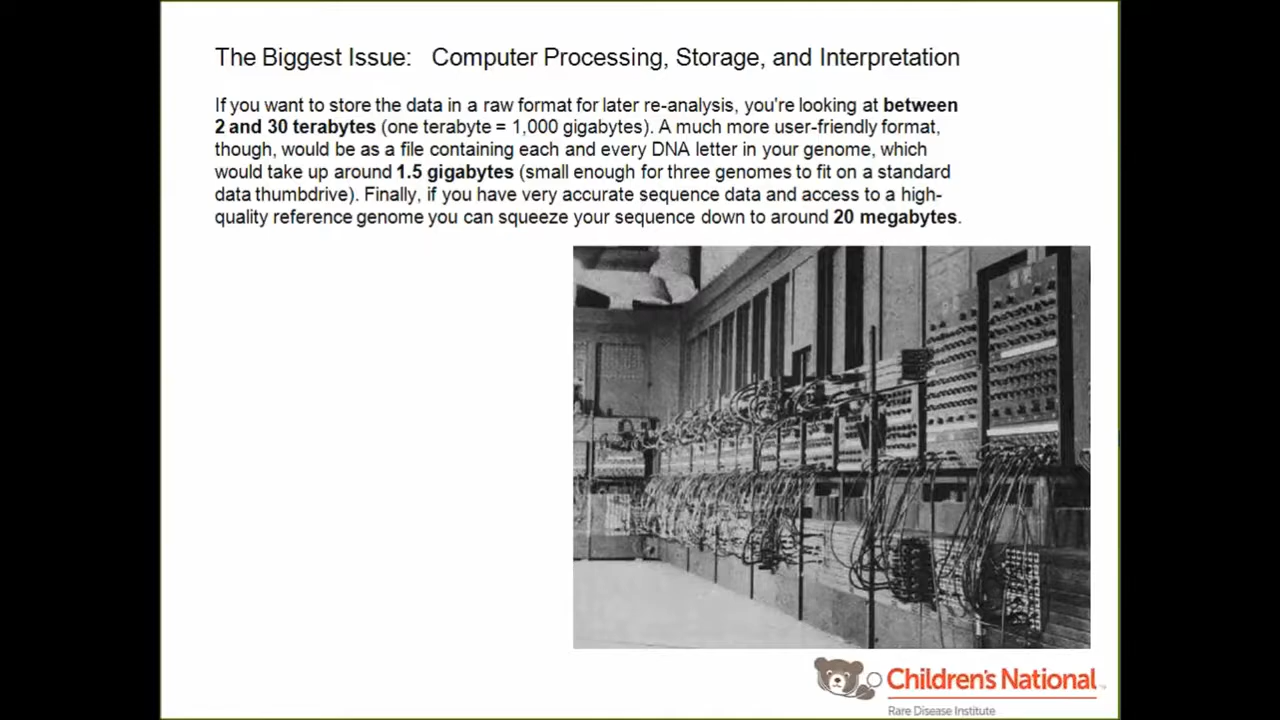 The Biggest Issue: Computer Processing, Storage, and Interpretation
If you want to store the data in a raw format for later re-analysis, you're looking at between
2 and 30 terabytes (one terabyte = 1,000 gigabytes). A much more user-friendly format,
though, would be as a file containing each and every DNA letter in your genome, which
would take up around 1.5 gigabytes (small enough for three genomes to fit on a standard
data thumbdrive). Finally, if you have very accurate sequence data and access to a high-
quality reference genome you can squeeze your sequence down to around 20 megabytes.
Children's National
Rare Disease Institute